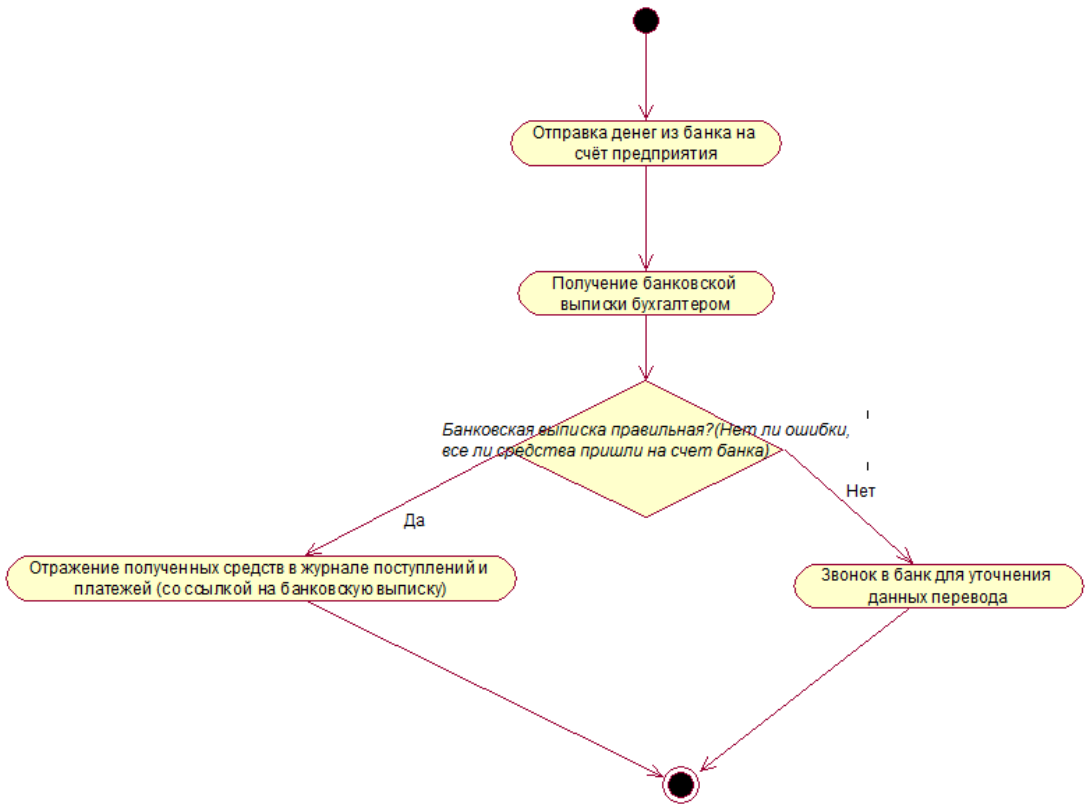 Отправка денег из банка на
счёт предприятия
Получение банковской
выписки бухгалтером
Банковская выписка правильная?(Нет ли ошибки,
все ли средства пришли на счет банка)
Нет
Да
Отражение полученных средств в журнале поступлений и
платежей (со ссылкой на банковскую выписку)
Звонок в банк для уточнения
данных перевода